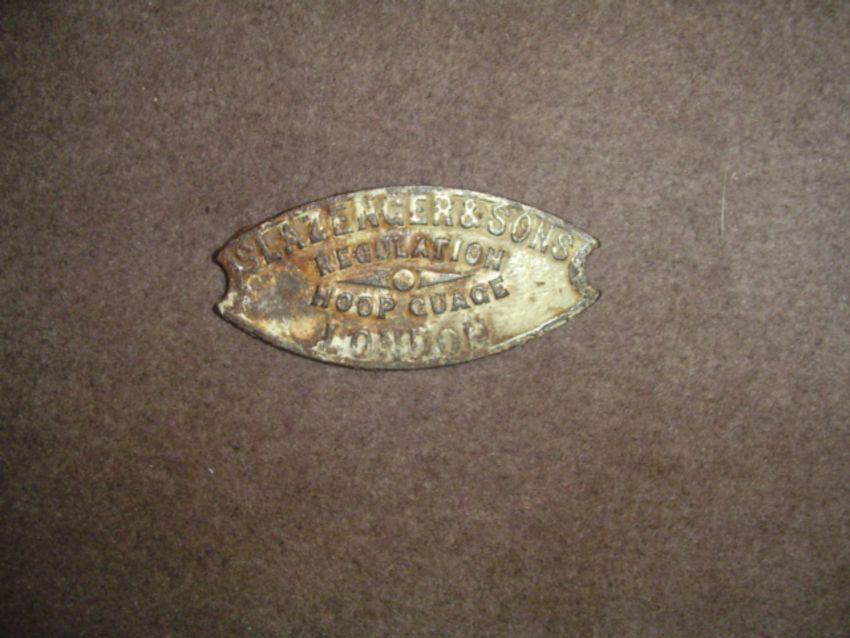 SLAZENGER & SONS
REGULATION
HOOP GUAGE
LONDON